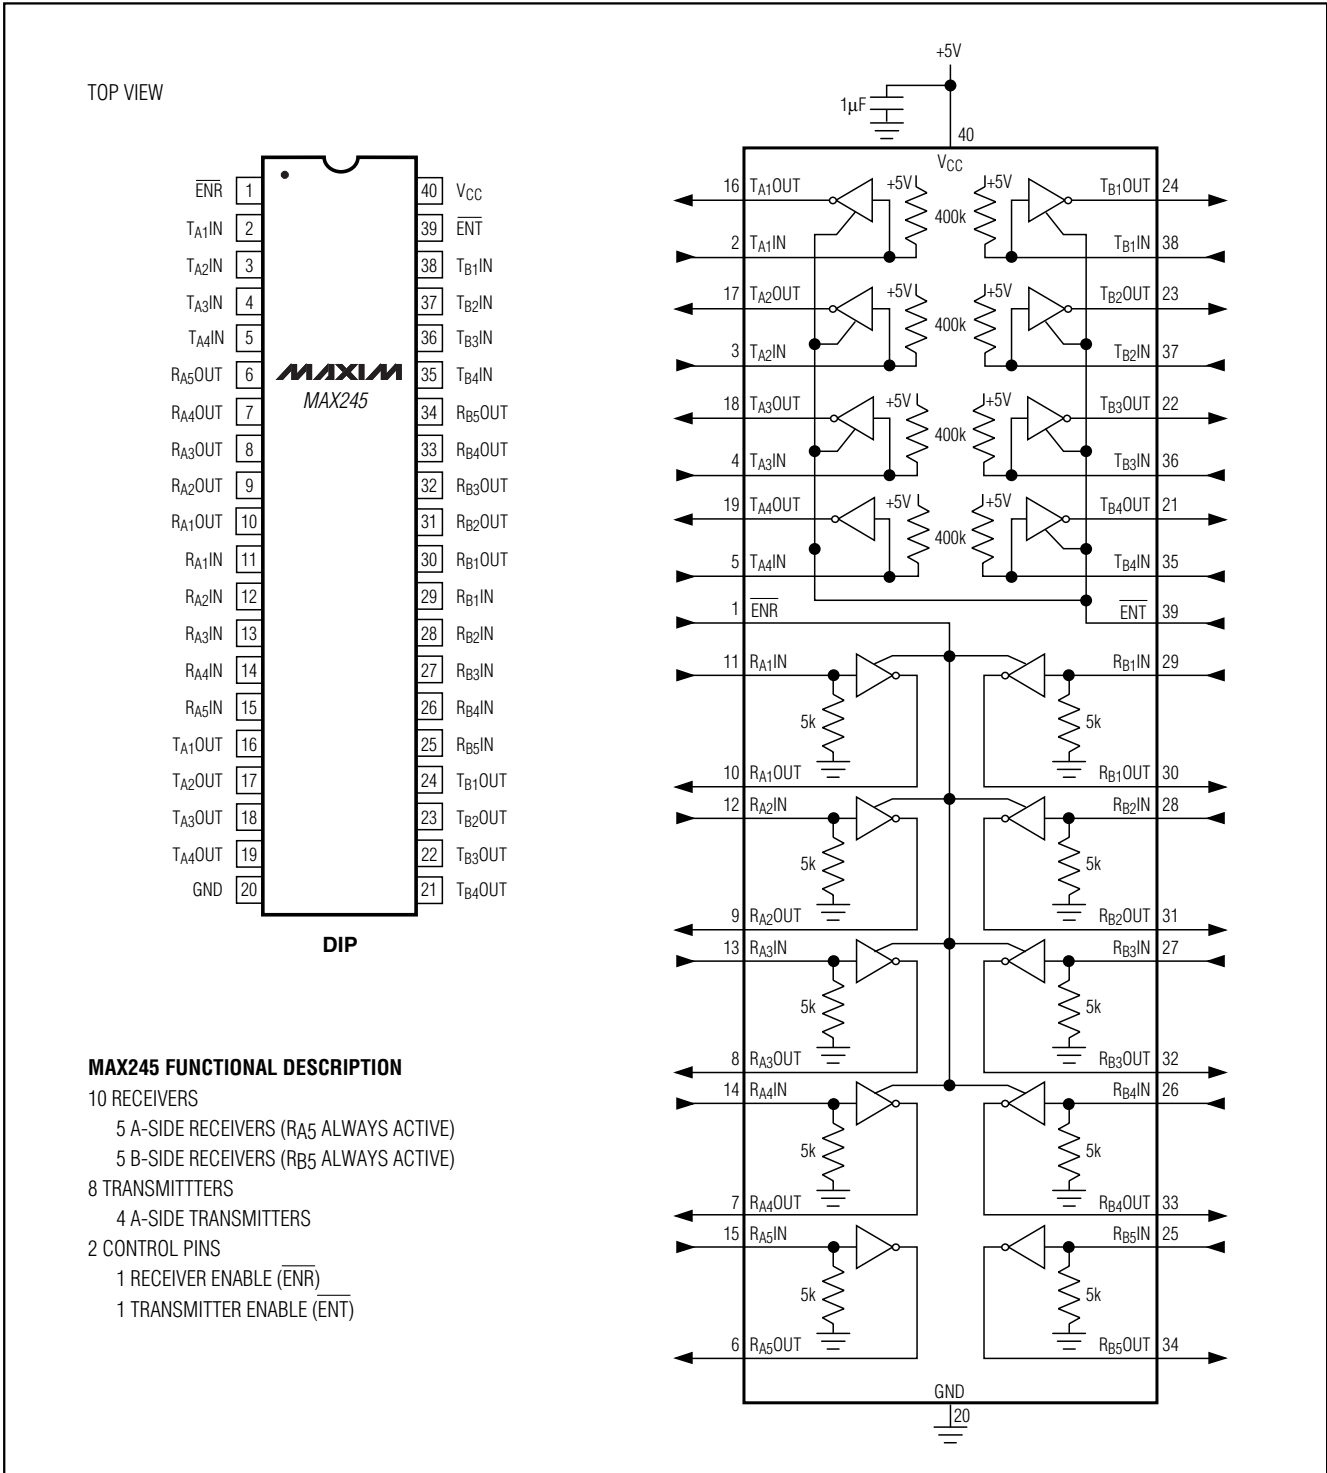 TOP VIEW
ENR 1
TA1IN 2
TA2IN 3
TA3IN 4
TA4IN 5
RA5OUT 6
RA4OUT 7
RA3OUT 8
RA2OUT 9
RA1OUT 10
RA1IN 11
RA2IN 12
RA3IN 13
RA4IN 14
RA5IN 15
TA1OUT 16
TA2OUT 17
TA3OUT 18
TA4OUT 19
GND 20
MAXIM
MAX245
40 VCC
39 ENT
38 TB1IN
37 TB2IN
36 TB3IN
35 TB4IN
34 RB5OUT
33 RB4OUT
32 RB3OUT
31 RB2OUT
30 RB1OUT
29 RB1IN
28 RB2IN
27 RB3IN
26 RB4IN
25 RB5IN
24 TB1OUT
23 TB2OUT
22 TB3OUT
21 TB4OUT
DIP
MAX245 FUNCTIONAL DESCRIPTION
10 RECEIVERS
5 A-SIDE RECEIVERS (RA5 ALWAYS ACTIVE)
5 B-SIDE RECEIVERS (RB5 ALWAYS ACTIVE)
8 TRANSMITTTERS
4 A-SIDE TRANSMITTERS
2 CONTROL PINS
1 RECEIVER ENABLE (ENR)
1 TRANSMITTER ENABLE (ENT)
+5V
1µF
40
VCC
16 TA1OUT +5V +5V TB1OUT 24
400k
2 TA1IN TB1IN 38
17 TA2OUT +5V +5V TB2OUT 23
400k
3 TA2IN TB2IN 37
18 TA3OUT +5V +5V TB3OUT 22
400k
4 TA3IN TB3IN 36
19 TA4OUT +5V +5V TB4OUT 21
400k
5 TA4IN TB4IN 35
1 ENR ENT 39
11 RA1IN RB1IN 29
5k 5k
10 RA1OUT RB1OUT 30
12 RA2IN RB2IN 28
5k 5k
9 RA2OUT RB2OUT 31
13 RA3IN RB3IN 27
5k 5k
8 RA3OUT RB3OUT 32
14 RA4IN RB4IN 26
5k 5k
7 RA4OUT RB4OUT 33
15 RA5IN RB5IN 25
5k 5k
6 RA5OUT RB5OUT 34
GND
20